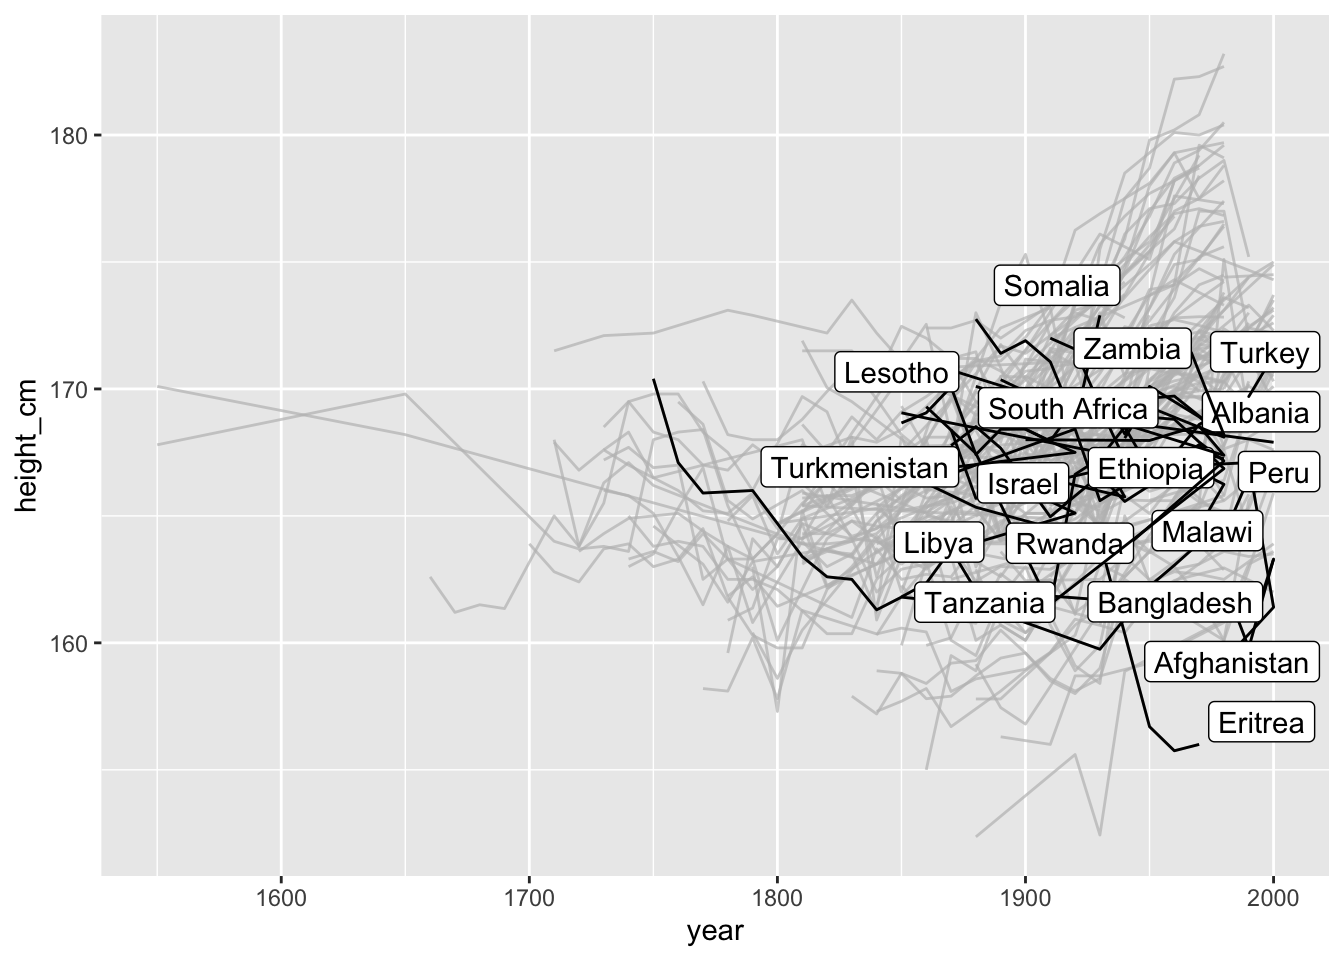 height_cm
180
170
160
Somalia
Zambia
Turkey
Lesotho
South Africa
Albania
Turkmenistan
Israel
Ethiopia
Peru
Libya
Rwanda
Malawi
Tanzania
Bangladesh
Afghanistan
Eritrea
1600
1700
1800
1900
2000
year